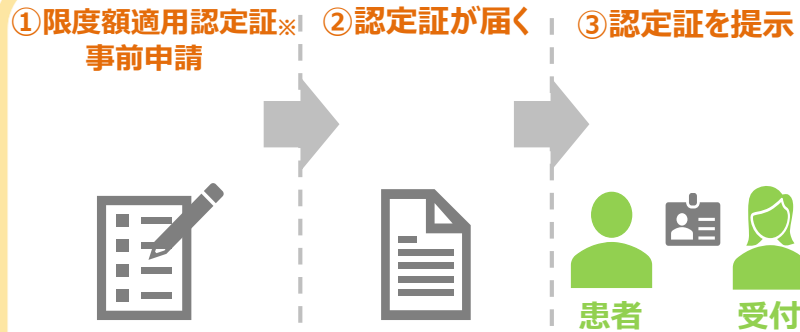 ①限度額適用認定証※
事前申請
②認定証が届く
③認定証を提示
患者
受付